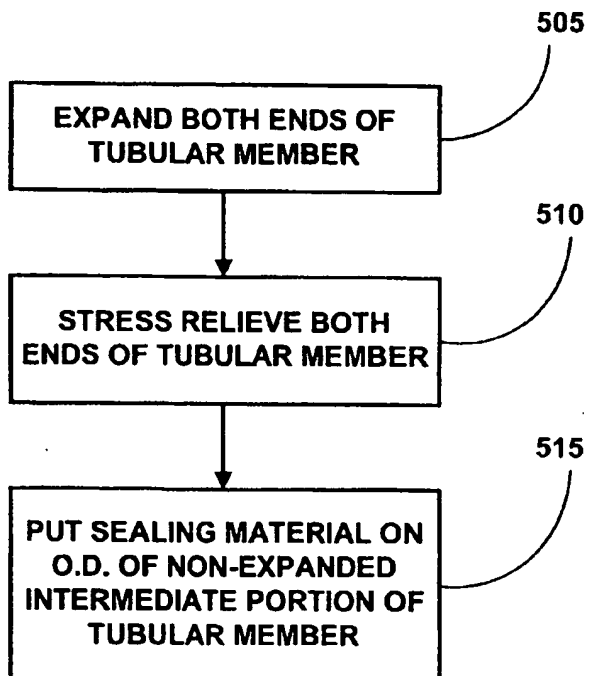 505
EXPAND BOTH ENDS OF
TUBULAR MEMBER
510
STRESS RELIEVE BOTH
ENDS OF TUBULAR MEMBER
515
PUT SEALING MATERIAL ON
O.D. OF NON-EXPANDED
INTERMEDIATE PORTION OF
TUBULAR MEMBER